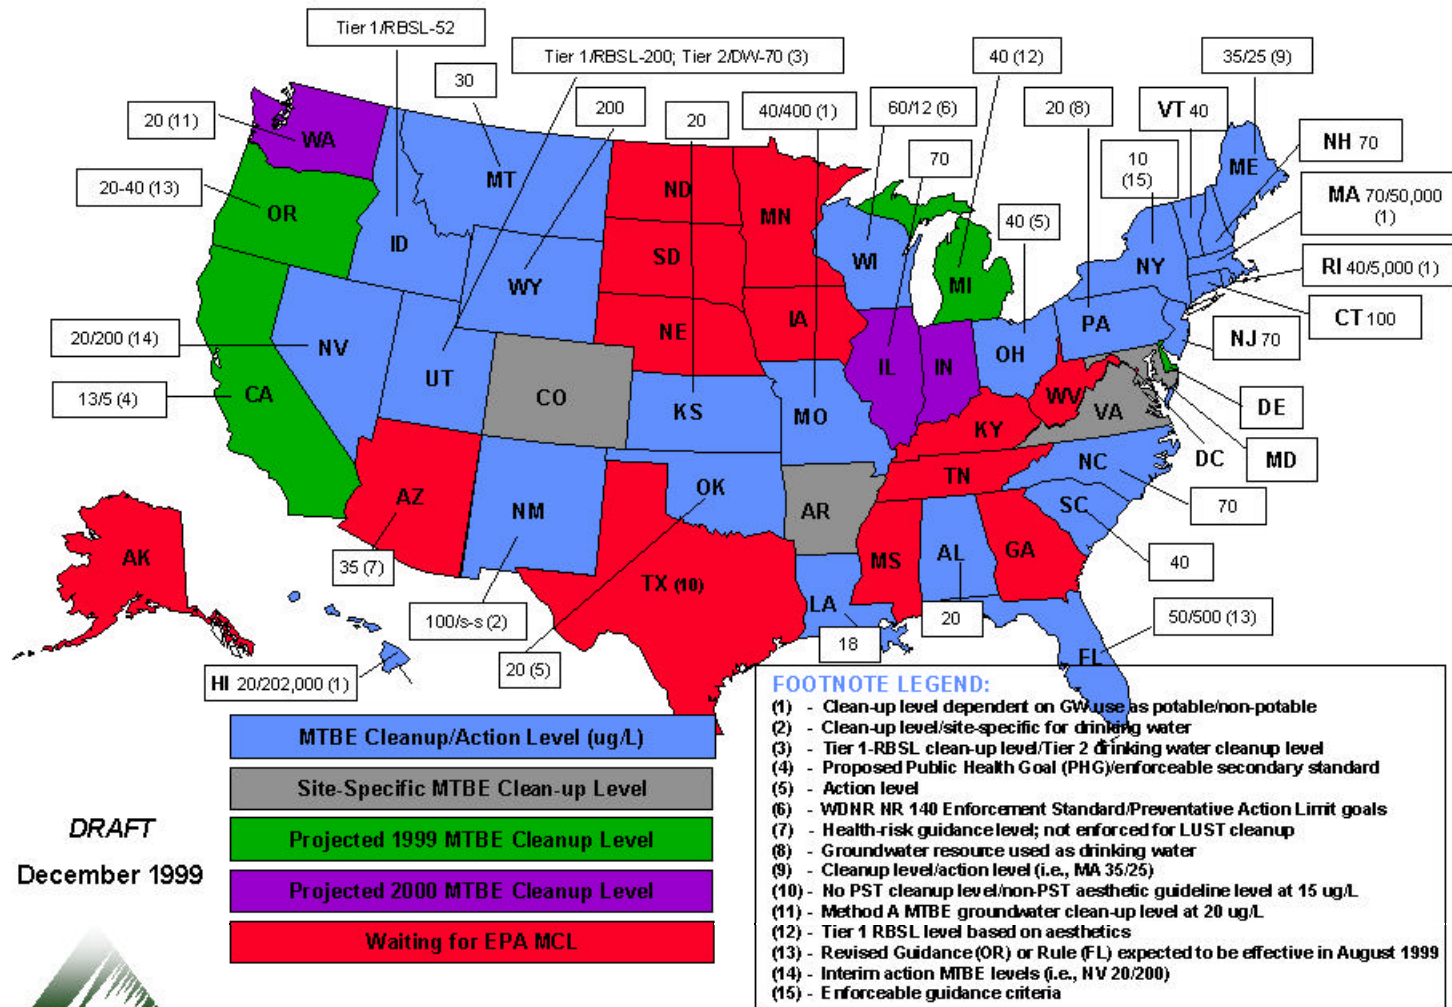 Tier 1/RBSL-52
Tier 1/RBSL-200; Tier 2/DW-70 (3)
40 (12)
35/25 (9)
30
200
20
40/400 (1)
60/12 (6)
20 (8)
VT 40
20 (11)
WA
70
10
(15)
ME
NH 70
20-40 (13)
OR
MT
ND
MN
MA 70/50,000
(1)
ID
SD
WI
40 (5)
NY
RI 40/5,000 (1)
WY
MI
IA
PA
CT 100
20/200 (14)
NV
NE
OH
NJ 70
UT
CO
IL
IN
13/5 (4)
CA
KS
MO
WV
VA
DE
KY
DC
MD
AZ
NM
OK
AR
TN
NC
70
SC
AK
35 (7)
TX (10)
MS
AL
GA
40
100/s-s (2)
LA
20
18
50/500 (13)
FL
20 (5)
HI 20/202,000 (1)
MTBE Cleanup/Action Level (ug/L)
Site-Specific MTBE Clean-up Level
Projected 1999 MTBE Cleanup Level
Projected 2000 MTBE Cleanup Level
Waiting for EPA MCL
DRAFT
December 1999
FOOTNOTE LEGEND:
(1) - Clean-up level dependent on GW use as potable/non-potable
(2) - Clean-up level/site-specific for drinking water
(3) - Tier 1-RBSL clean-up level/Tier 2 drinking water cleanup level
(4) - Proposed Public Health Goal (PHG)/enforceable secondary standard
(5) - Action level
(6) - WDNR NR 140 Enforcement Standard/Preventative Action Limit goals
(7) - Health-risk guidance level; not enforced for LUST cleanup
(8) - Groundwater resource used as drinking water
(9) - Cleanup level/action level (i.e., MA 35/25)
(10) - No PST cleanup level/non-PST aesthetic guideline level at 15 ug/L
(11) - Method A MTBE groundwater clean-up level at 20 ug/L
(12) - Tier 1 RBSL level based on aesthetics
(13) - Revised Guidance (OR) or Rule (FL) expected to be effective in August 1999
(14) - Interim action MTBE levels (i.e., NV 20/200)
(15) - Enforceable guidance criteria